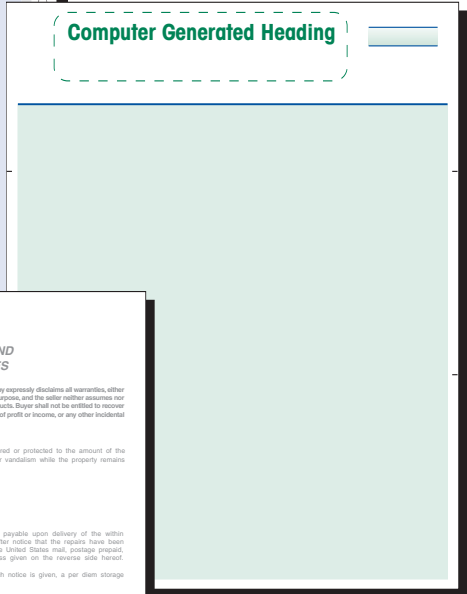 Computer Generated Heading
ND
S
y expressly disclaims all warranties, either
urpose, and the seller neither assumes nor
ucts. Buyer shall not be entitled to recover
of profit or income, or any other incidental
red or protected to the amount of the
r vandalism while the property remains
payable upon delivery of the within
fter notice that the repairs have been
e United States mail, postage prepaid,
ss given on the reverse side hereof.
h notice is given, a per diem storage